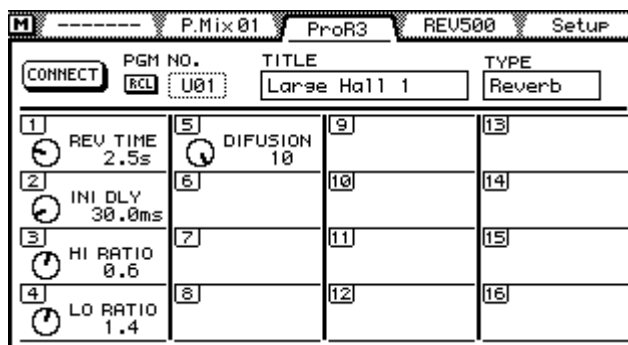 M -------- P.Mix01 ProR3 REV500 Setup
CONNECT PGM NO. RCL U01 TITLE Large Hall 1 TYPE Reverb
1 REV TIME 2.5s
2 INI DLY 30.0ms
3 HI RATIO 0.6
4 LO RATIO 1.4
5 DIFUSION 10
6
7
8
9
10
11
12
13
14
15
16